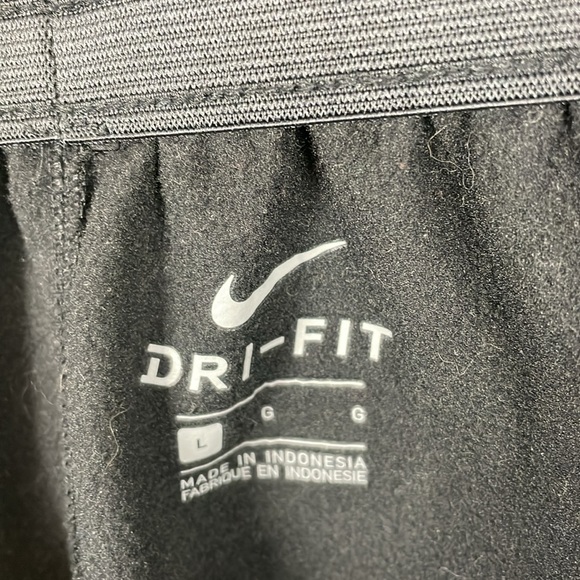 DRI-FIT
L G G
MADE IN INDONESIA
FABRIQUE EN INDONESIE